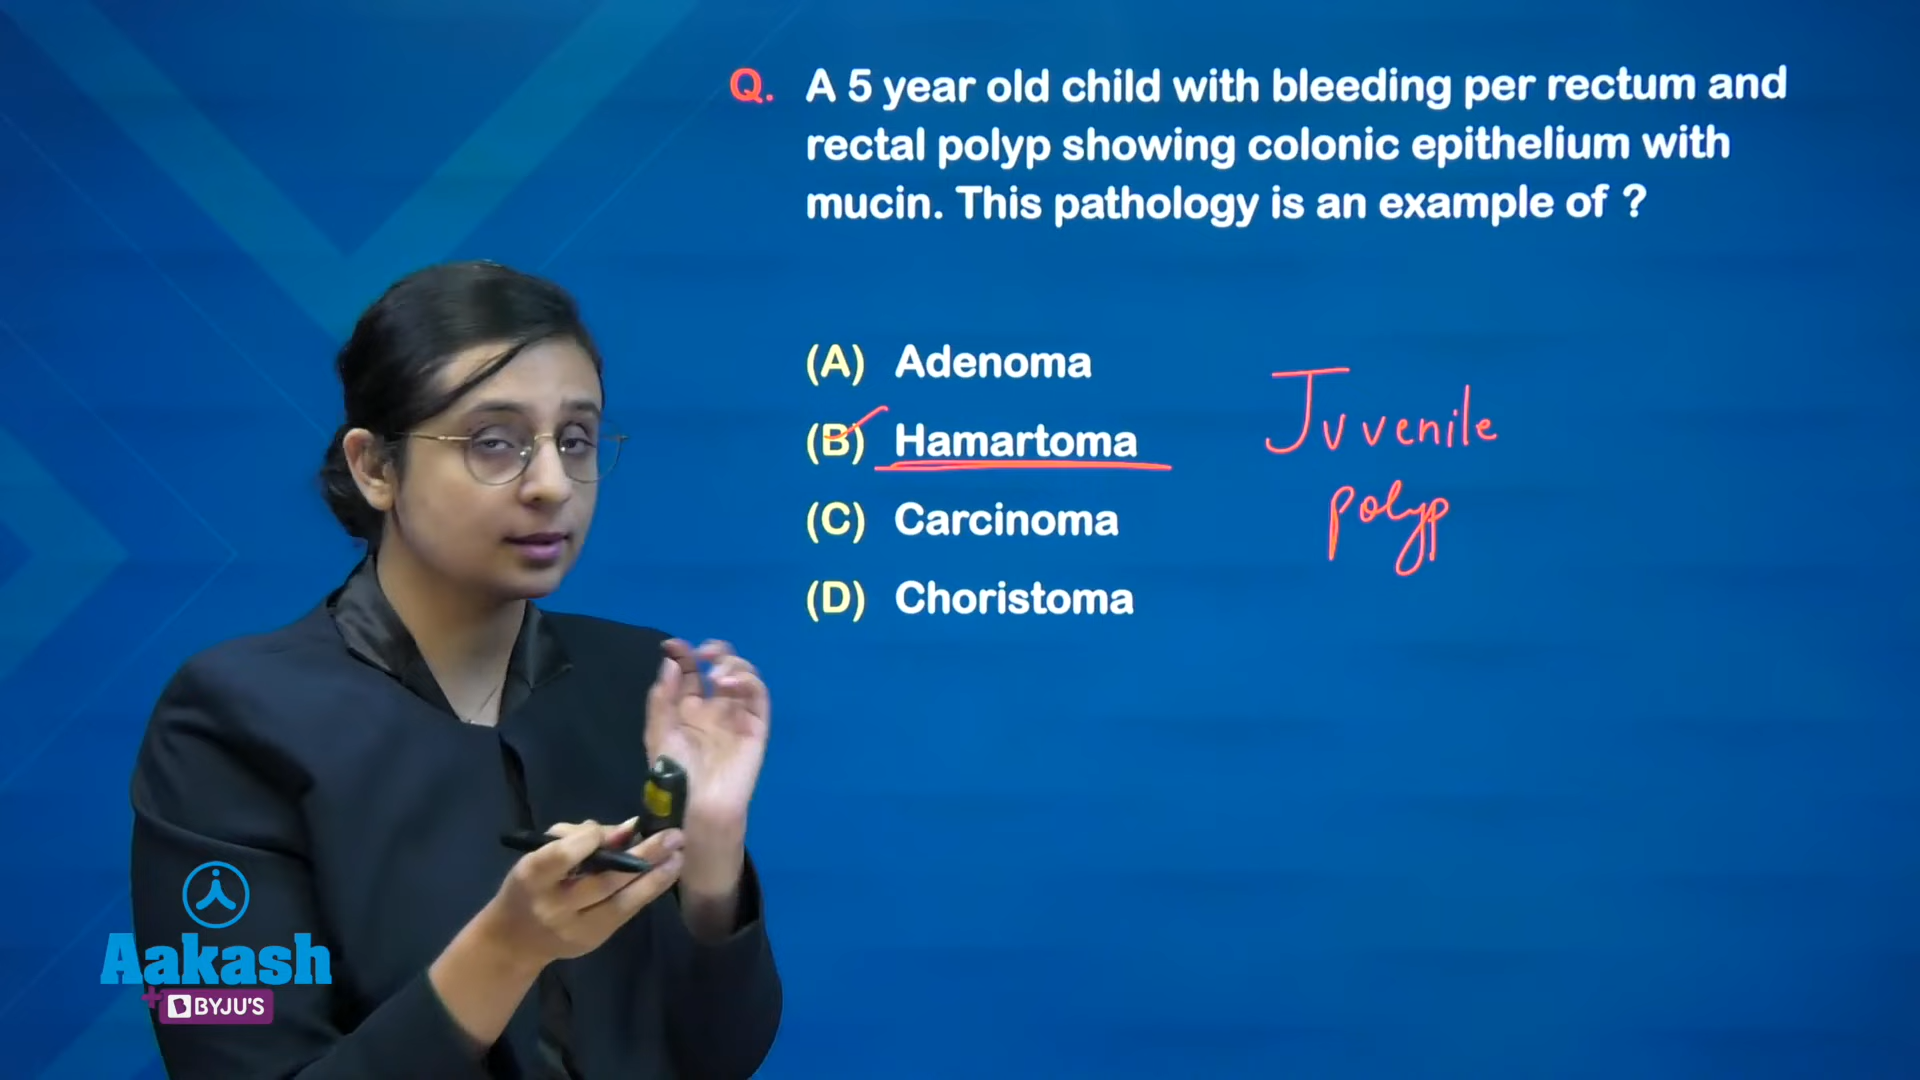 Q. A 5 year old child with bleeding per rectum and
rectal polyp showing colonic epithelium with
mucin. This pathology is an example of ?
(A) Adenoma
(B) Hamartoma
(C) Carcinoma
(D) Choristoma
Juvenile
polyp
Aakash
+ BYJU'S